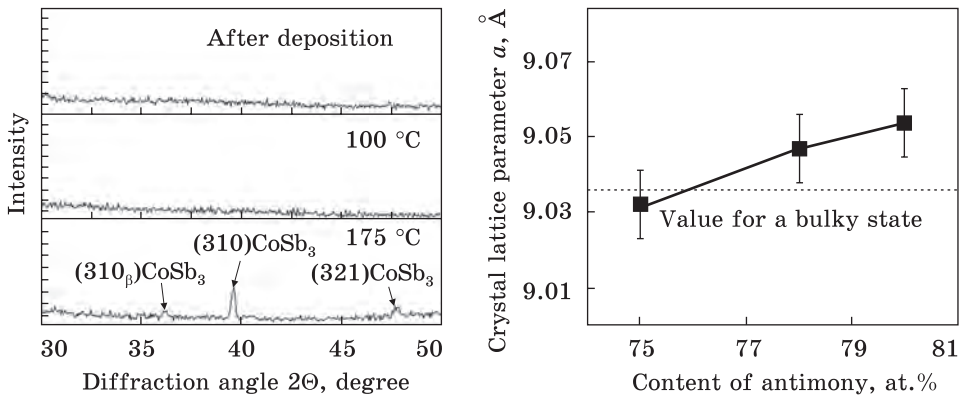 After deposition
100 °C
175 °C
(310)CoSb₃
(310β)CoSb₃
(321)CoSb₃
Intensity
30 35 40 45 50
Diffraction angle 2Θ, degree
Crystal lattice parameter a, Å
9.07
9.05
9.03
9.01
Value for a bulky state
75 77 79 81
Content of antimony, at.%